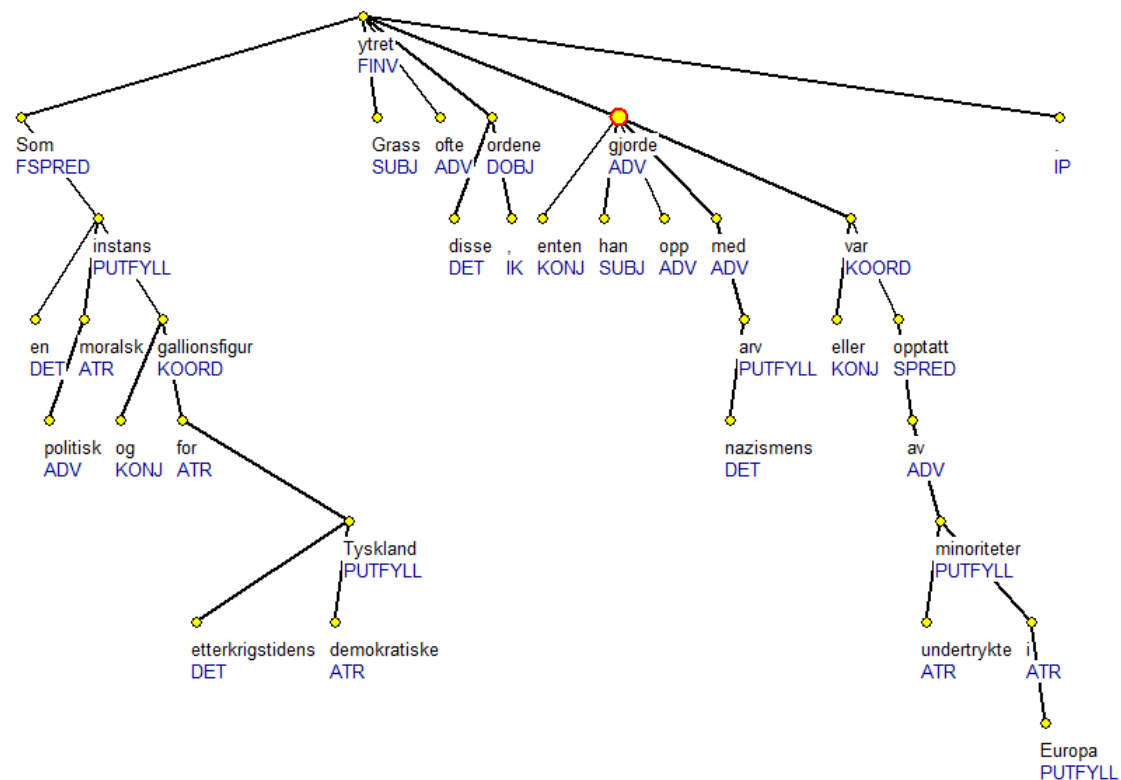 ytret
FINV
Som Grass ofte ordene gjorde .
FSPRED SUBJ ADV DOBJ ADV IP
instans disse , enten han opp med var
PUTFYLL DET IK KONJ SUBJ ADV ADV KOORD
en moralsk gallionsfigur arv eller opptatt
DET ATR KOORD PUTFYLL KONJ SPRED
politisk og for nazismens av
ADV KONJ ATR DET ADV
Tyskland minoriteter
PUTFYLL PUTFYLL
etterkrigstidens demokratiske undertrykte i
DET ATR ATR ATR
Europa
PUTFYLL